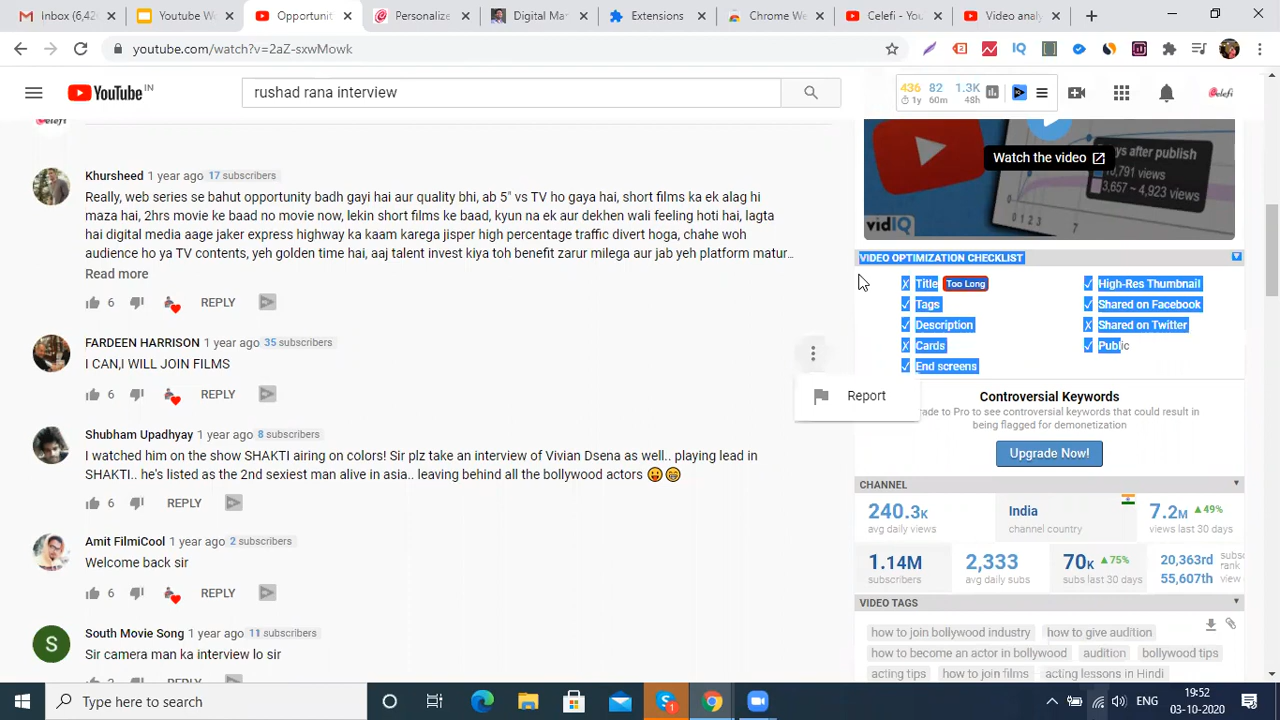 Inbox (6,42
Youtube Wo
Opportunit
Personalize
Digital Ma
Extensions
Chrome We
Celefi - You
Video analy
youtube.com/watch?v=2aZ-sxwMowk
YouTube IN
rushad rana interview
436 82 1.3K
1y 60m 48h
Celefi
Khursheed 1 year ago 17 subscribers
Really, web series se bahut opportunity badh gayi hai aur quality bhi, ab 5" vs TV ho gaya hai, short films ka ek alag hi
maza hai, 2hrs movie ke baad no movie now, lekin short films ke baad, kyun na ek aur dekhen wali feeling hoti hai, lagta
hai digital media aage jaker express highway ka kaam karega jisper high percentage traffic divert hoga, chahe woh
audience ho ya TV contents, yeh golden time hai, aaj talent invest kiya toh benefit zarur milega aur jab yeh platform matur...
Read more
6 REPLY
FARDEEN HARRISON 1 year ago 35 subscribers
I CAN,I WILL JOIN FILMS
6 REPLY
Report
Shubham Upadhyay 1 year ago 8 subscribers
I watched him on the show SHAKTI airing on colors! Sir plz take an interview of Vivian Dsena as well.. playing lead in
SHAKTI.. he's listed as the 2nd sexiest man alive in asia.. leaving behind all the bollywood actors
6 REPLY
Amit FilmiCool 1 year ago 2 subscribers
Welcome back sir
6 REPLY
S
South Movie Song 1 year ago 11 subscribers
Sir camera man ka interview lo sir
ays after publish
Watch the video
10,791 views
3,657 ~ 4,923 views
0 1 2 3
vidIQ
VIDEO OPTIMIZATION CHECKLIST
Title Too Long
High-Res Thumbnail
Tags
Shared on Facebook
Description
Shared on Twitter
Cards
Public
End screens
Controversial Keywords
rade to Pro to see controversial keywords that could result in
being flagged for demonetization
Upgrade Now!
CHANNEL
240.3K
avg daily views
India
channel country
7.2M 49%
views last 30 days
1.14M
subscribers
2,333
avg daily subs
70K 75%
subs last 30 days
20,363rd subsc
rank
55,607th view
VIDEO TAGS
how to join bollywood industry how to give audition
how to become an actor in bollywood audition bollywood tips
acting tips how to join films acting lessons in Hindi
Type here to search
ENG
19:52
03-10-2020